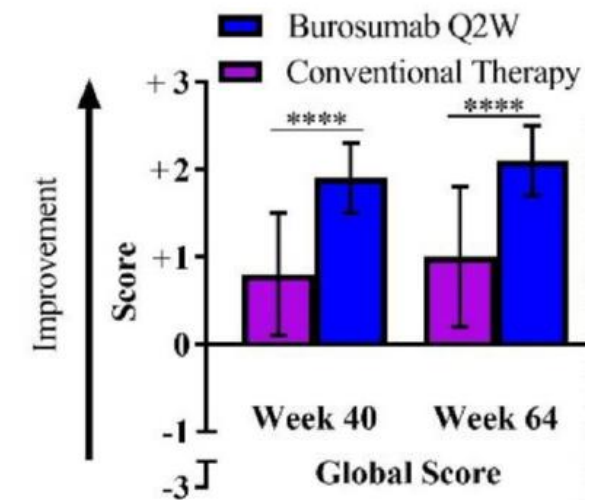 Burosumab Q2W
Conventional Therapy
+3
+2
+1
0
-1
-3
Improvement
Score
****
****
Week 40
Week 64
Global Score